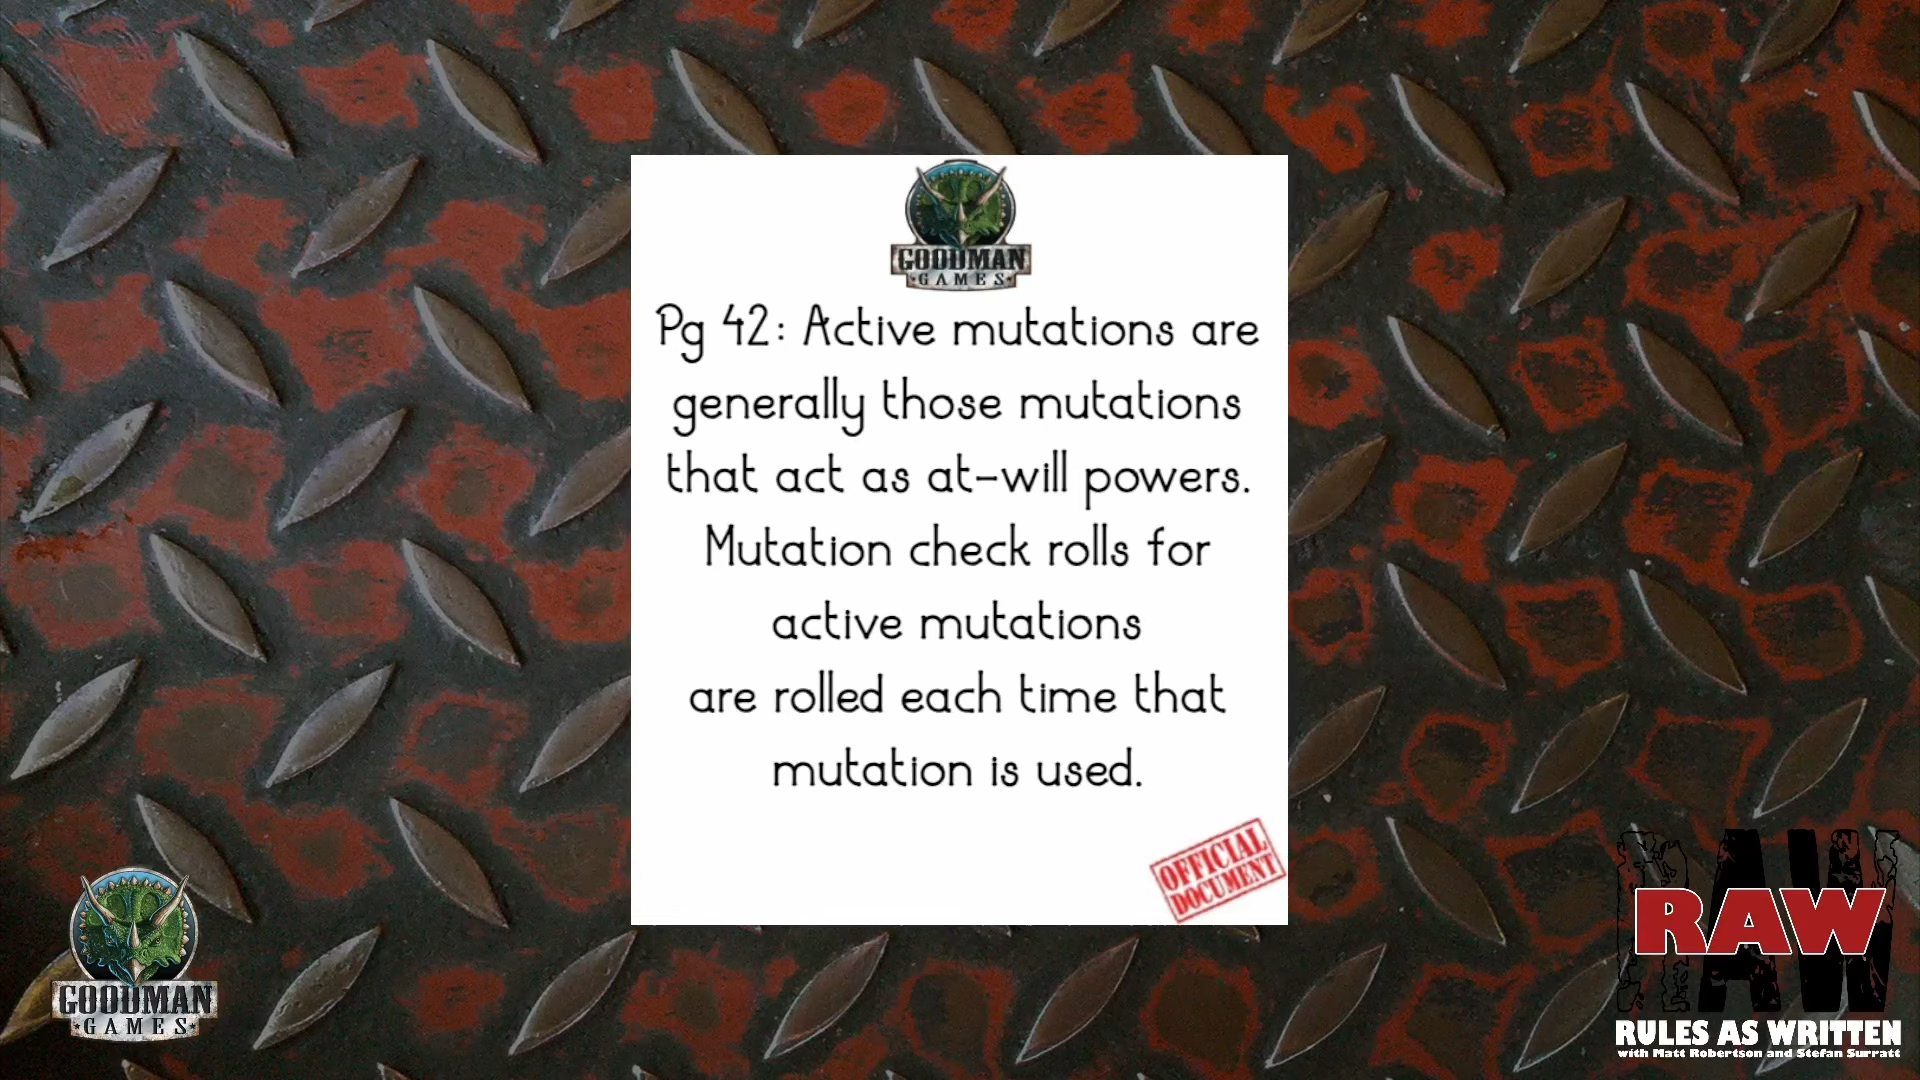 GOODMAN
GAMES
Pg 42: Active mutations are
generally those mutations
that act as at-will powers.
Mutation check rolls for
active mutations
are rolled each time that
mutation is used.
OFFICIAL
DOCUMENT
GOODMAN
GAMES
RAW
RAW
RULES AS WRITTEN
with Matt Robertson and Stefan Surratt